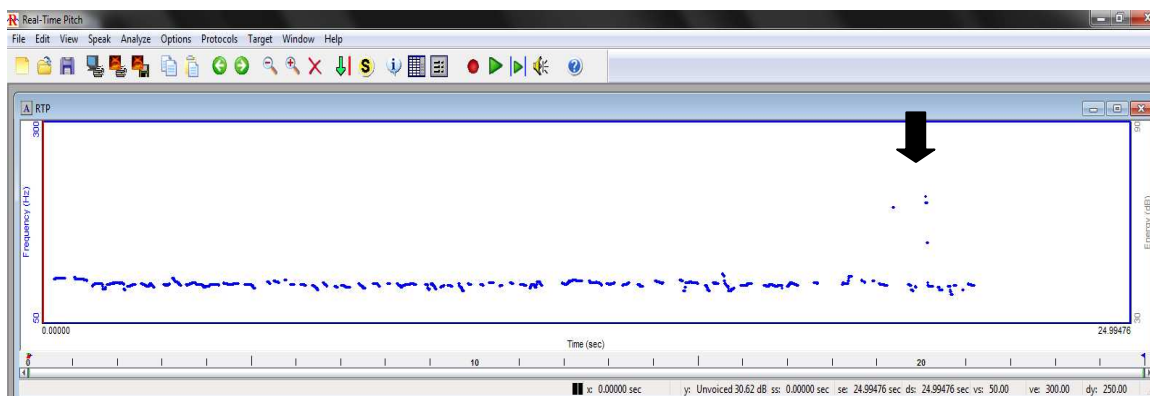 Real-Time Pitch
File Edit View Speak Analyze Options Protocols Target Window Help
A RTP
300
90
Frequency (Hz)
Energy (dB)
50
30
0.00000
24.99476
Time (sec)
0 10 20
x: 0.00000 sec y: Unvoiced 30.62 dB ss: 0.00000 sec se: 24.99476 sec ds: 24.99476 sec vs: 50.00 ve: 300.00 dy: 250.00